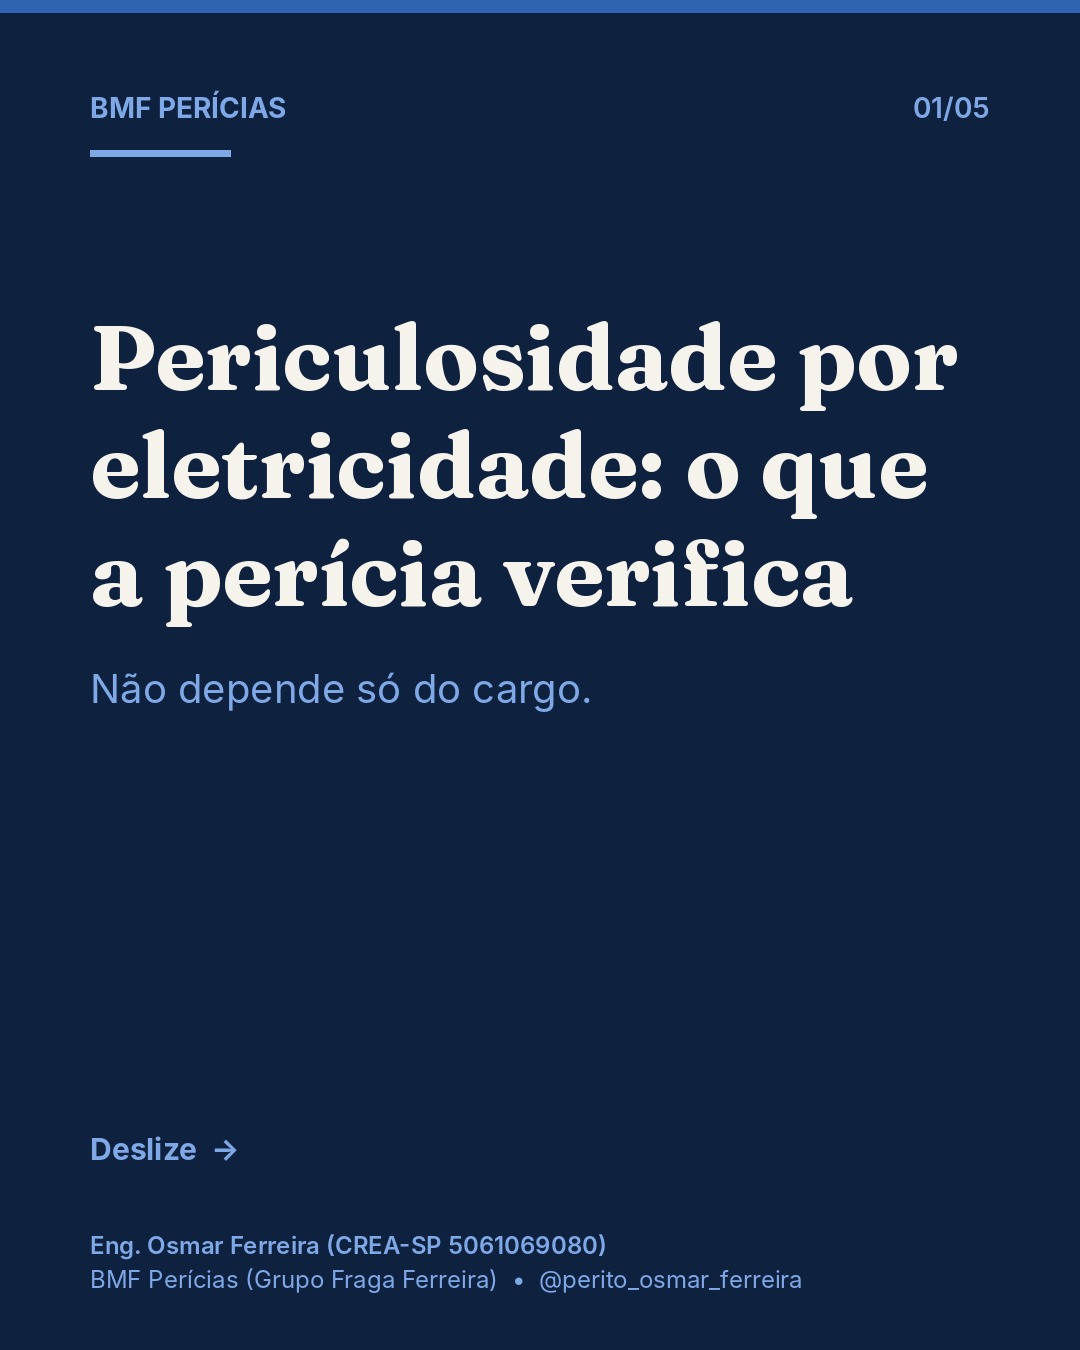 BMF PERÍCIAS
01/05
Periculosidade por
eletricidade: o que
a perícia verifica
Não depende só do cargo.
Deslize →
Eng. Osmar Ferreira (CREA-SP 5061069080)
BMF Perícias (Grupo Fraga Ferreira) • @perito_osmar_ferreira